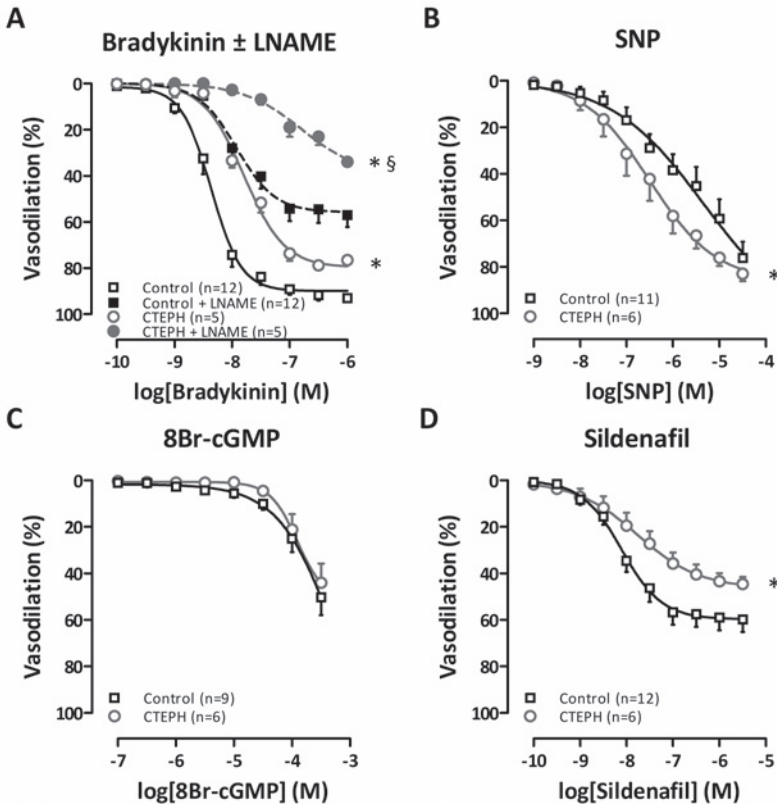 A
Bradykinin ± LNAME
Vasodilation (%)
0
20
40
60
80
100
* §
*
Control (n=12)
Control + LNAME (n=12)
CTEPH (n=5)
CTEPH + LNAME (n=5)
-10 -9 -8 -7 -6
log[Bradykinin] (M)
B
SNP
Vasodilation (%)
0
20
40
60
80
100
*
Control (n=11)
CTEPH (n=6)
-9 -8 -7 -6 -5 -4
log[SNP] (M)
C
8Br-cGMP
Vasodilation (%)
0
20
40
60
80
100
Control (n=9)
CTEPH (n=6)
-7 -6 -5 -4 -3
log[8Br-cGMP] (M)
D
Sildenafil
Vasodilation (%)
0
20
40
60
80
100
*
Control (n=12)
CTEPH (n=6)
-10 -9 -8 -7 -6 -5
log[Sildenafil] (M)